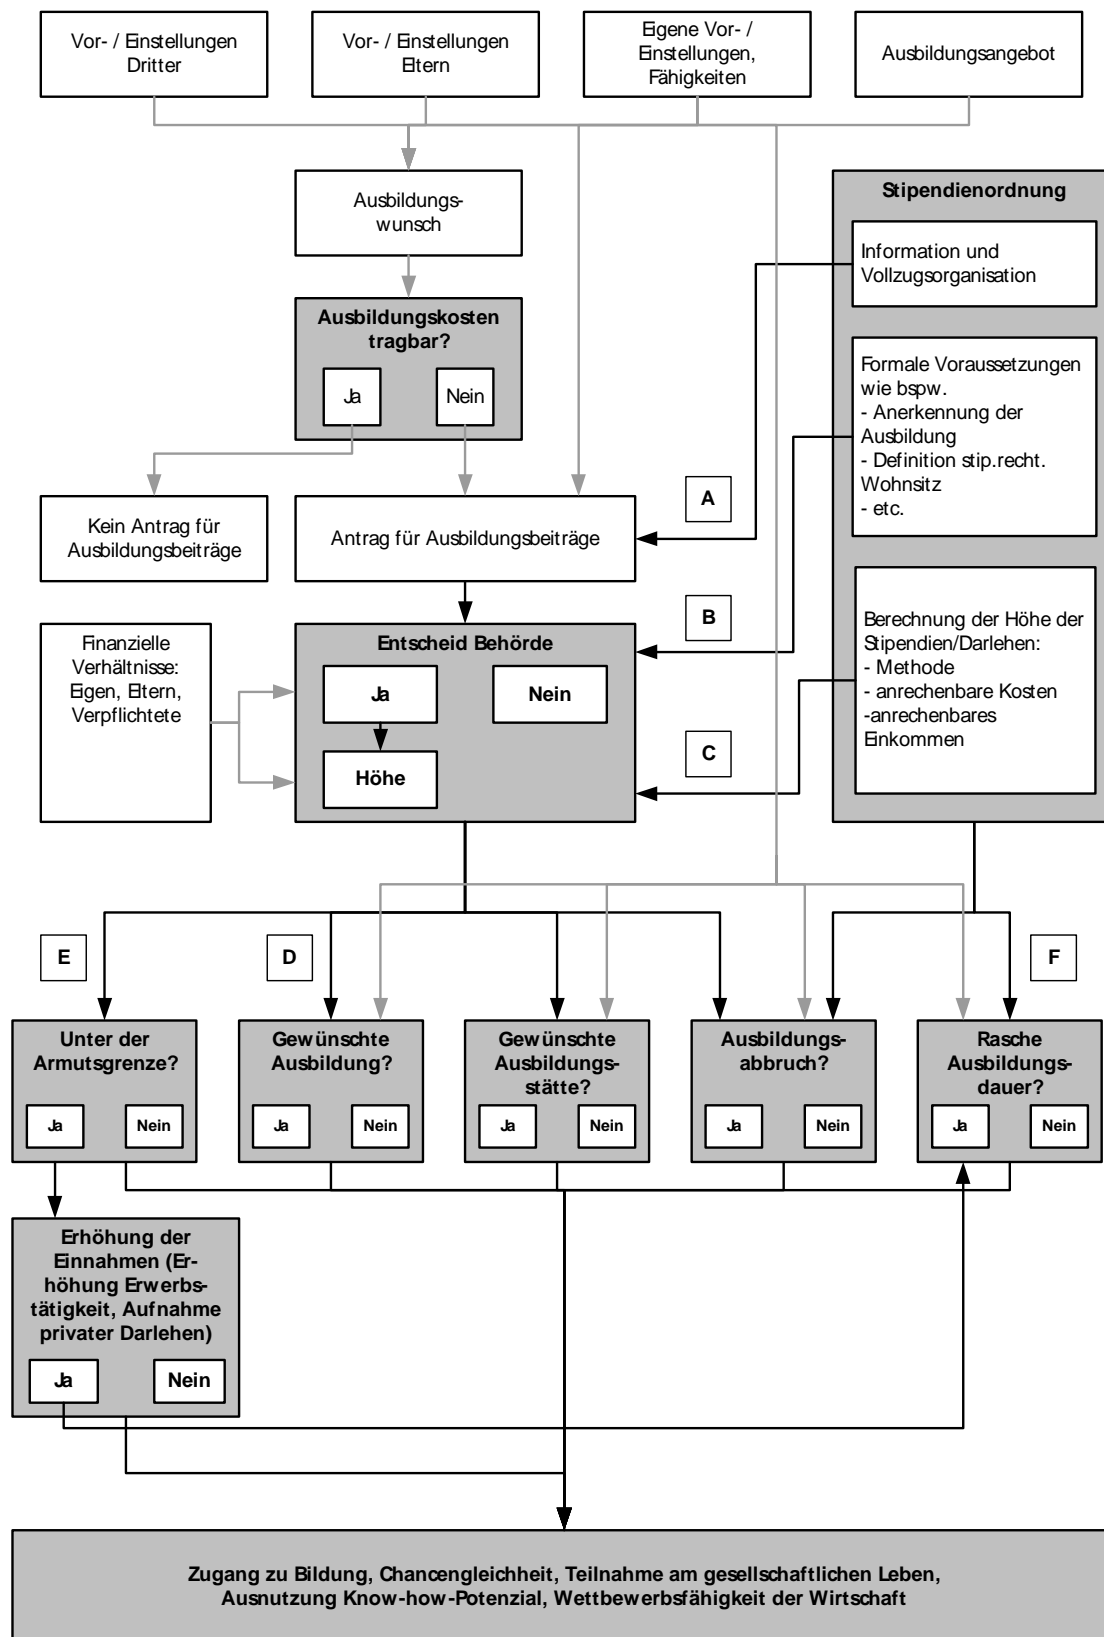 Vor- / Einstellungen
Dritter
Vor- / Einstellungen
Eltern
Eigene Vor- /
Einstellungen,
Fähigkeiten
Ausbildungsangebot
Ausbildungs-
wunsch
Stipendienordnung
Information und
Vollzugsorganisation
Ausbildungskosten
tragbar?
Ja
Nein
Formale Voraussetzungen
wie bspw.
- Anerkennung der
Ausbildung
- Definition stip.recht.
Wohnsitz
- etc.
A
Kein Antrag für
Ausbildungsbeiträge
Antrag für Ausbildungsbeiträge
B
Finanzielle
Verhältnisse:
Eigen, Eltern,
Verpflichtete
Entscheid Behörde
Ja
Nein
Höhe
Berechnung der Höhe der
Stipendien/Darlehen:
- Methode
- anrechenbare Kosten
-anrechenbares
Einkommen
C
E
D
F
Unter der
Armutsgrenze?
Ja
Nein
Gewünschte
Ausbildung?
Ja
Nein
Gewünschte
Ausbildungs-
stätte?
Ja
Nein
Ausbildungs-
abbruch?
Ja
Nein
Rasche
Ausbildungs-
dauer?
Ja
Nein
Erhöhung der
Einnahmen (Er-
höhung Erwerbs-
tätigkeit, Aufnahme
privater Darlehen)
Ja
Nein
Zugang zu Bildung, Chancengleichheit, Teilnahme am gesellschaftlichen Leben,
Ausnutzung Know-how-Potenzial, Wettbewerbsfähigkeit der Wirtschaft